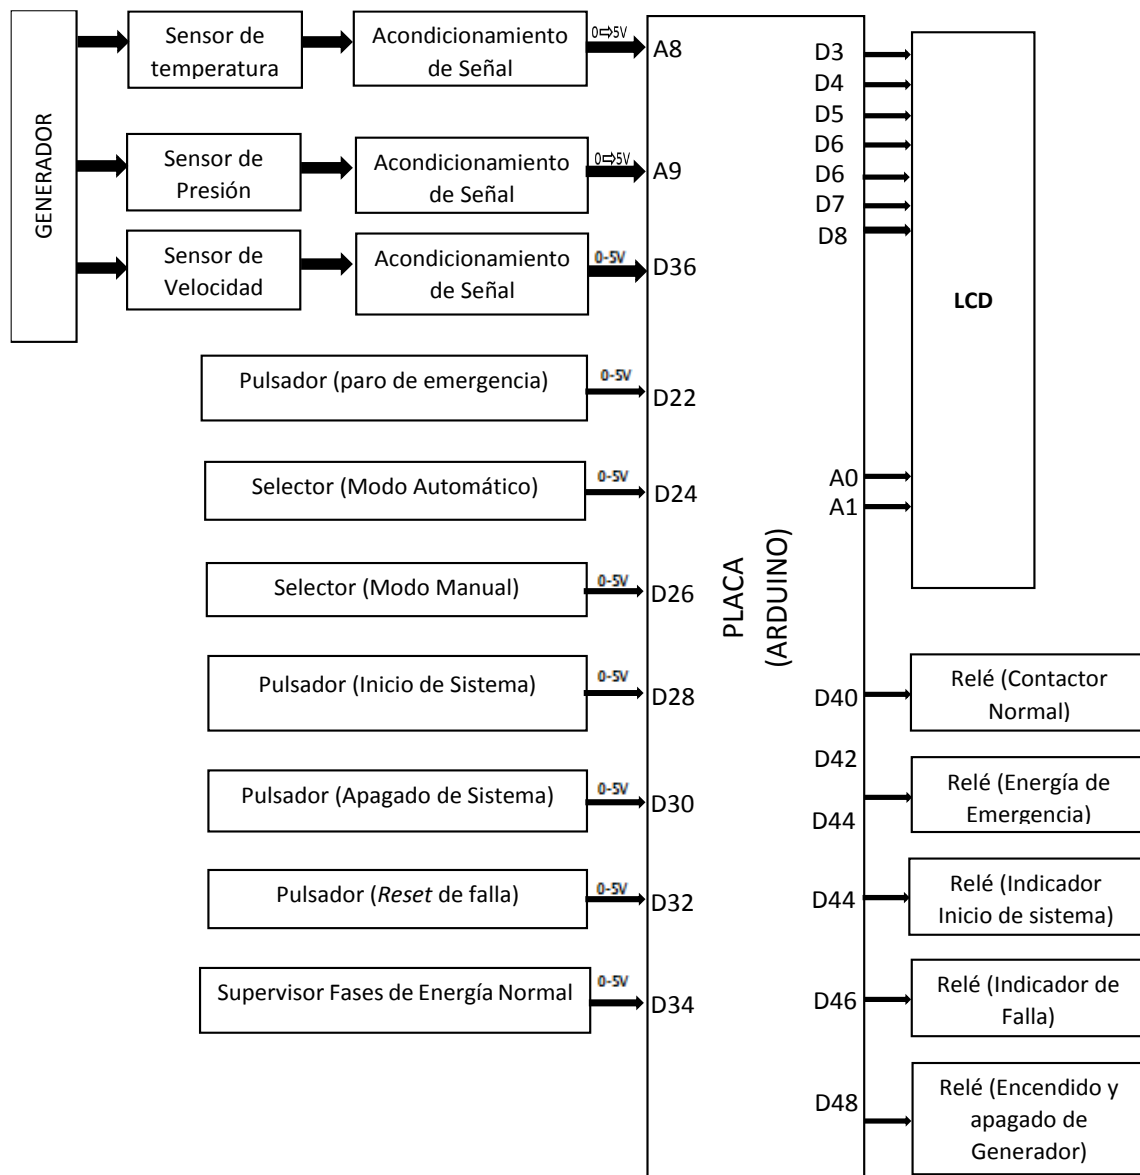 GENERADOR
Sensor de
temperatura
Acondicionamiento
de Señal
0⇨5V
A8
Sensor de
Presión
Acondicionamiento
de Señal
0⇨5V
A9
Sensor de
Velocidad
Acondicionamiento
de Señal
0-5V
D36
Pulsador (paro de emergencia)
0-5V
D22
Selector (Modo Automático)
0-5V
D24
Selector (Modo Manual)
0-5V
D26
Pulsador (Inicio de Sistema)
0-5V
D28
Pulsador (Apagado de Sistema)
0-5V
D30
Pulsador (Reset de falla)
0-5V
D32
Supervisor Fases de Energía Normal
0-5V
D34
PLACA
(ARDUINO)
D3
D4
D5
D6
D6
D7
D8
A0
A1
LCD
D40
Relé (Contactor
Normal)
D42
Relé (Energía de
Emergencia)
D44
D44
Relé (Indicador
Inicio de sistema)
D46
Relé (Indicador de
Falla)
D48
Relé (Encendido y
apagado de
Generador)